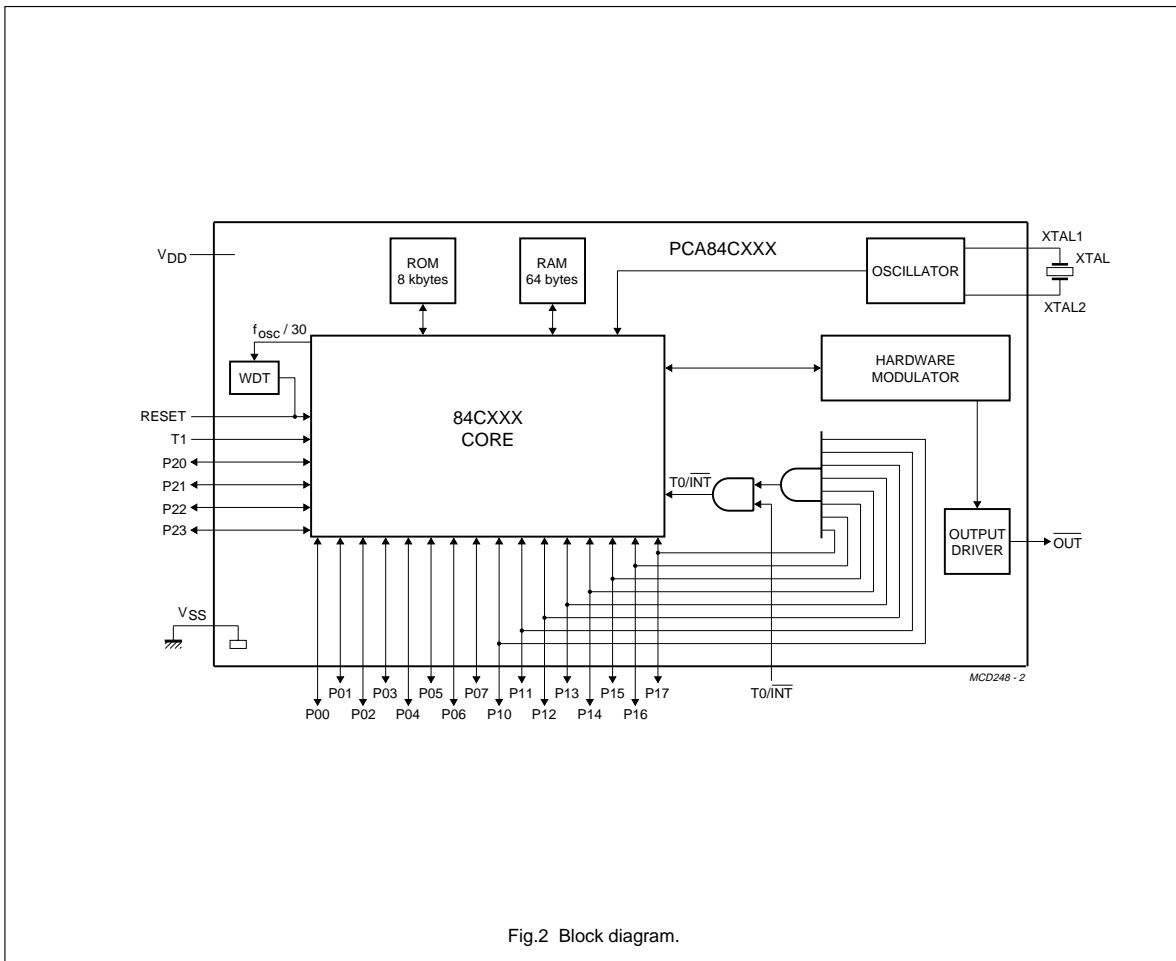 PCA84CXXX
XTAL1
XTAL
XTAL2
VDD
ROM
8 kbytes
RAM
64 bytes
OSCILLATOR
fosc / 30
WDT
HARDWARE
MODULATOR
RESET
T1
P20
P21
P22
P23
84CXXX
CORE
T0/INT
OUTPUT
DRIVER
OUT
VSS
MCD248 - 2
P01 P03 P05 P07 P11 P13 P15 P17 T0/INT
P00 P02 P04 P06 P10 P12 P14 P16
Fig.2 Block diagram.